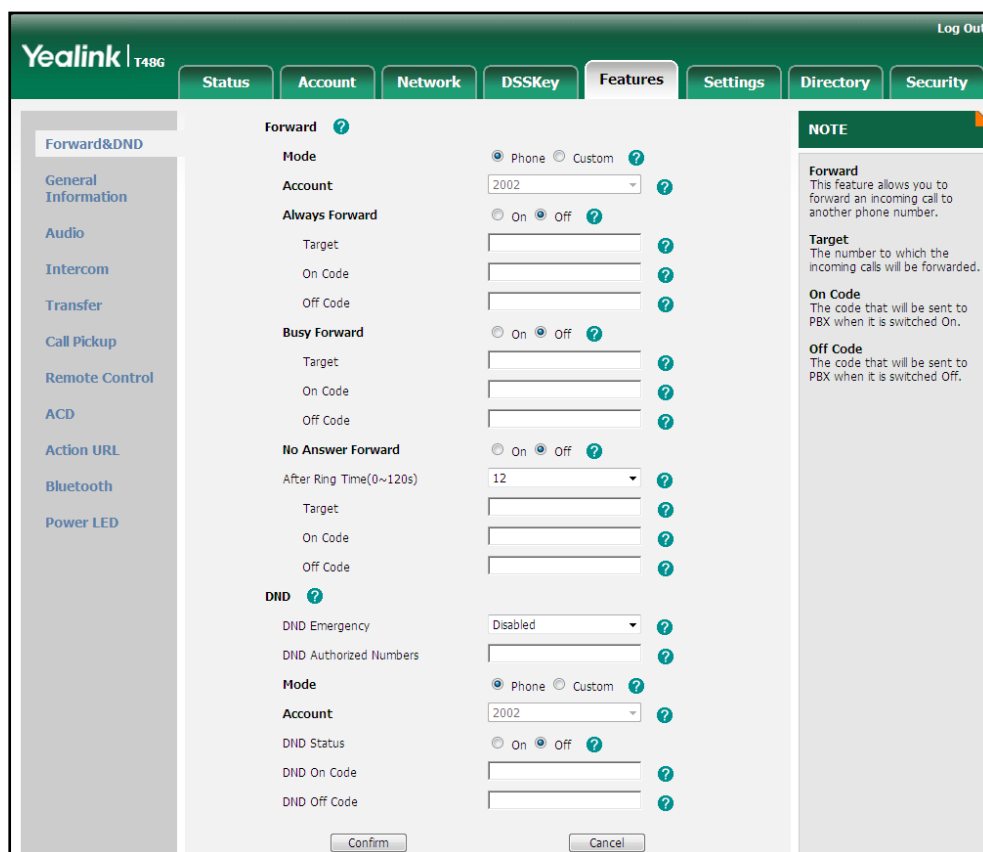 Log Out
Yealink T48G
Status Account Network DSSKey Features Settings Directory Security
Forward&DND
General
Information
Audio
Intercom
Transfer
Call Pickup
Remote Control
ACD
Action URL
Bluetooth
Power LED
Forward ?
Mode Phone Custom ?
Account 2002 ?
Always Forward On Off ?
Target ?
On Code ?
Off Code ?
Busy Forward On Off ?
Target ?
On Code ?
Off Code ?
No Answer Forward On Off ?
After Ring Time(0~120s) 12 ?
Target ?
On Code ?
Off Code ?
DND ?
DND Emergency Disabled ?
DND Authorized Numbers ?
Mode Phone Custom ?
Account 2002 ?
DND Status On Off ?
DND On Code ?
DND Off Code ?
Confirm Cancel
NOTE
Forward
This feature allows you to
forward an incoming call to
another phone number.
Target
The number to which the
incoming calls will be forwarded.
On Code
The code that will be sent to
PBX when it is switched On.
Off Code
The code that will be sent to
PBX when it is switched Off.